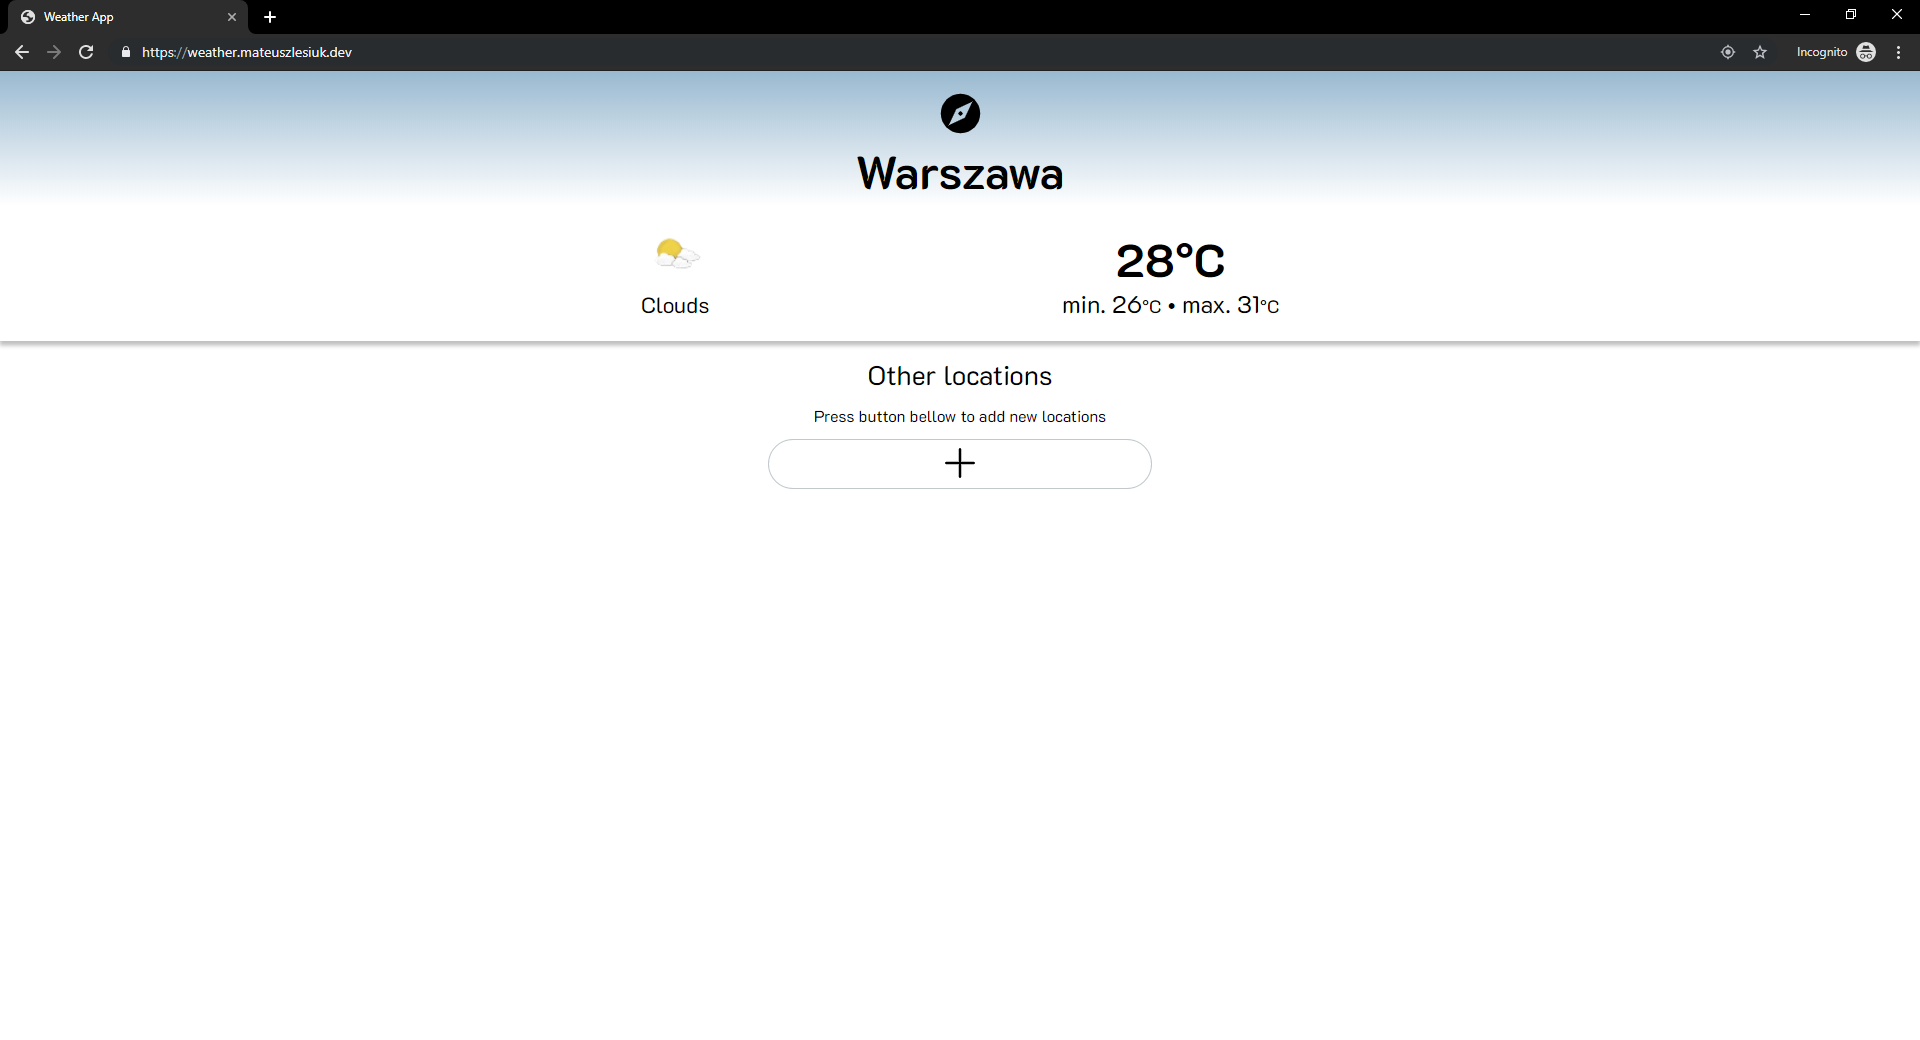 Weather App
https://weather.mateuszlesiuk.dev
Incognito
Warszawa
28°C
Clouds
min. 26°C • max. 31°C
Other locations
Press button bellow to add new locations